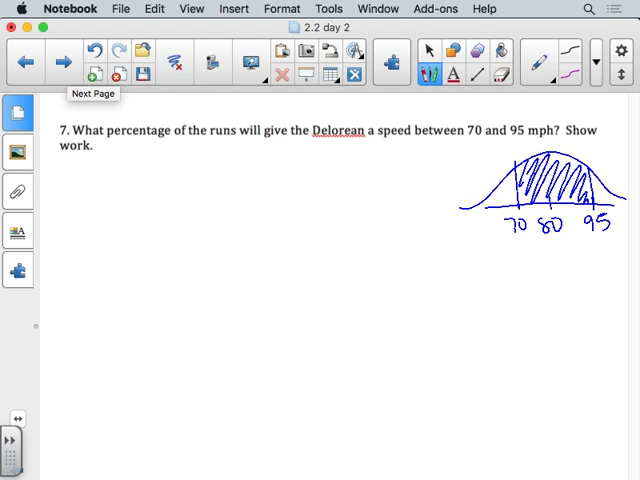 Notebook File Edit View Insert Format Tools Window Add-ons Help
2.2 day 2
Next Page
7. What percentage of the runs will give the Delorean a speed between 70 and 95 mph? Show
work.
70 80 95